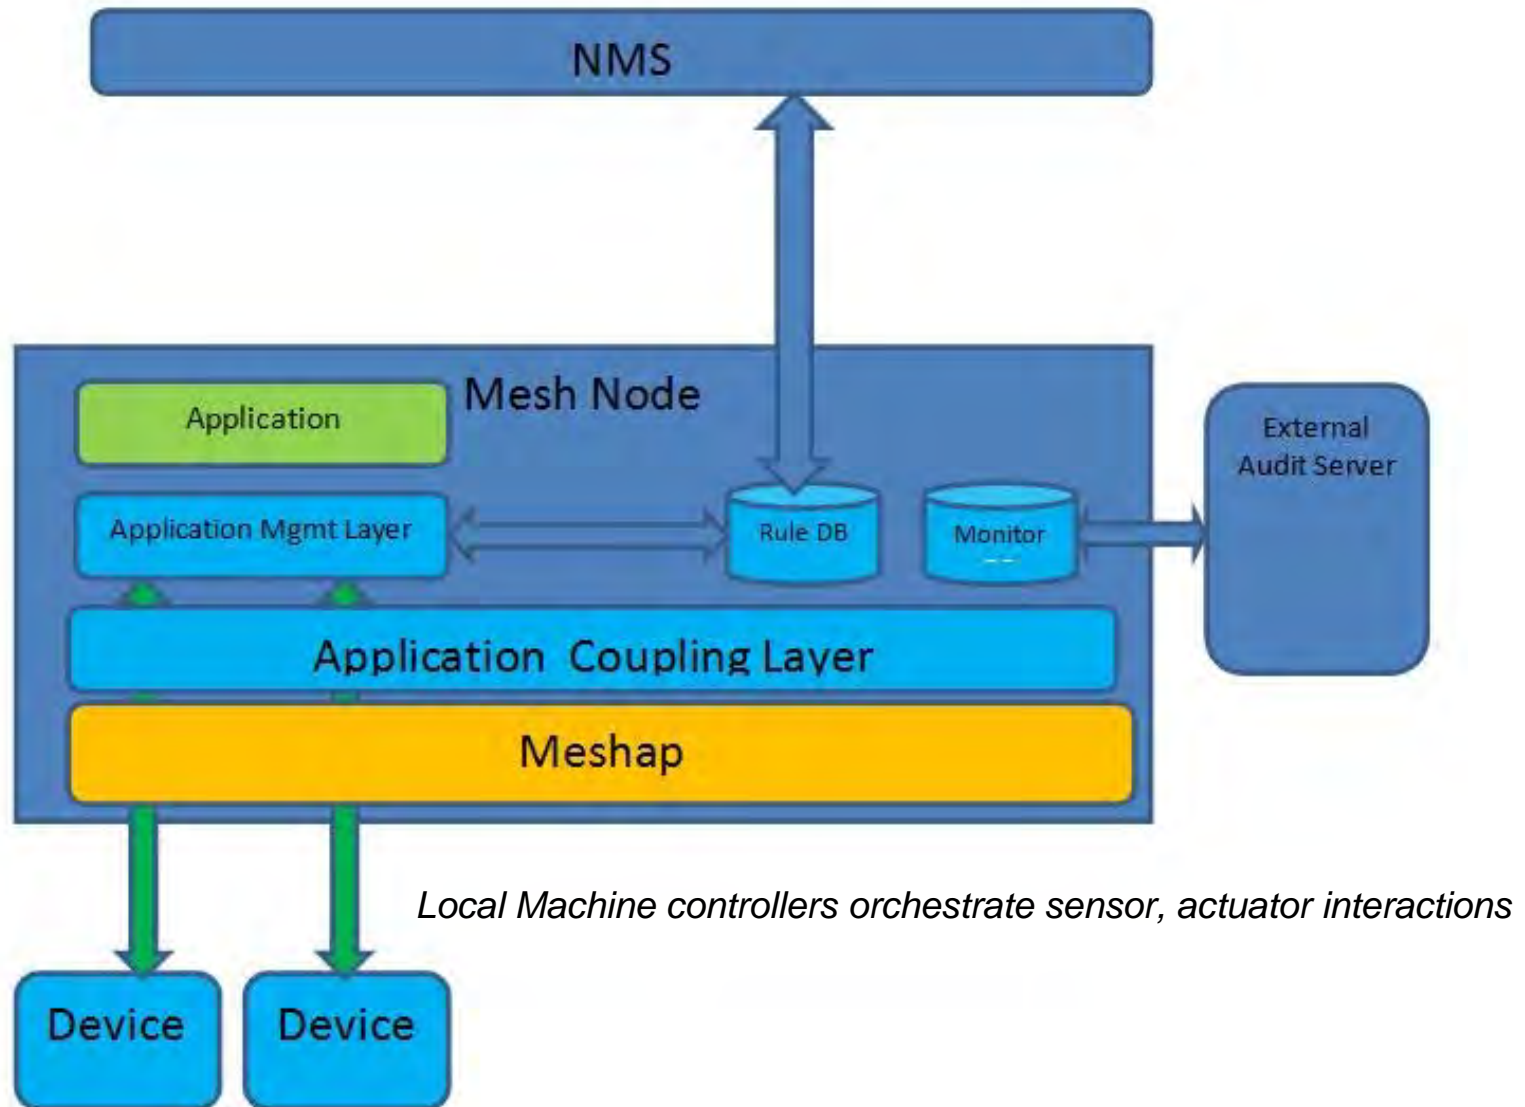 NMS
Mesh Node
Application
External
Audit Server
Application Mgmt Layer
Rule DB
Monitor
Application Coupling Layer
Meshap
Local Machine controllers orchestrate sensor, actuator interactions
Device
Device